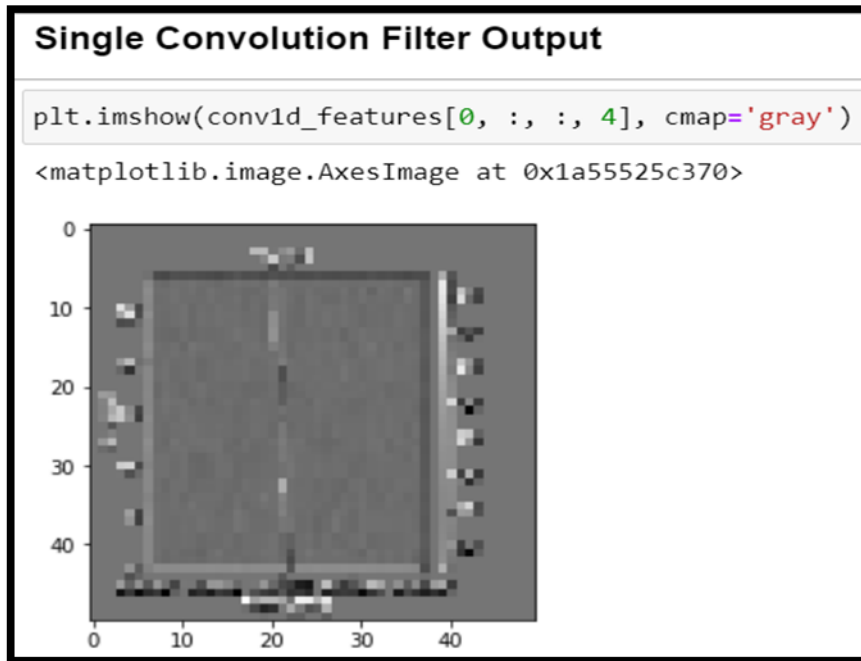 Single Convolution Filter Output
plt.imshow(conv1d_features[0, :, :, 4], cmap='gray')
<matplotlib.image.AxesImage at 0x1a55525c370>
0
10
20
30
40
0 10 20 30 40